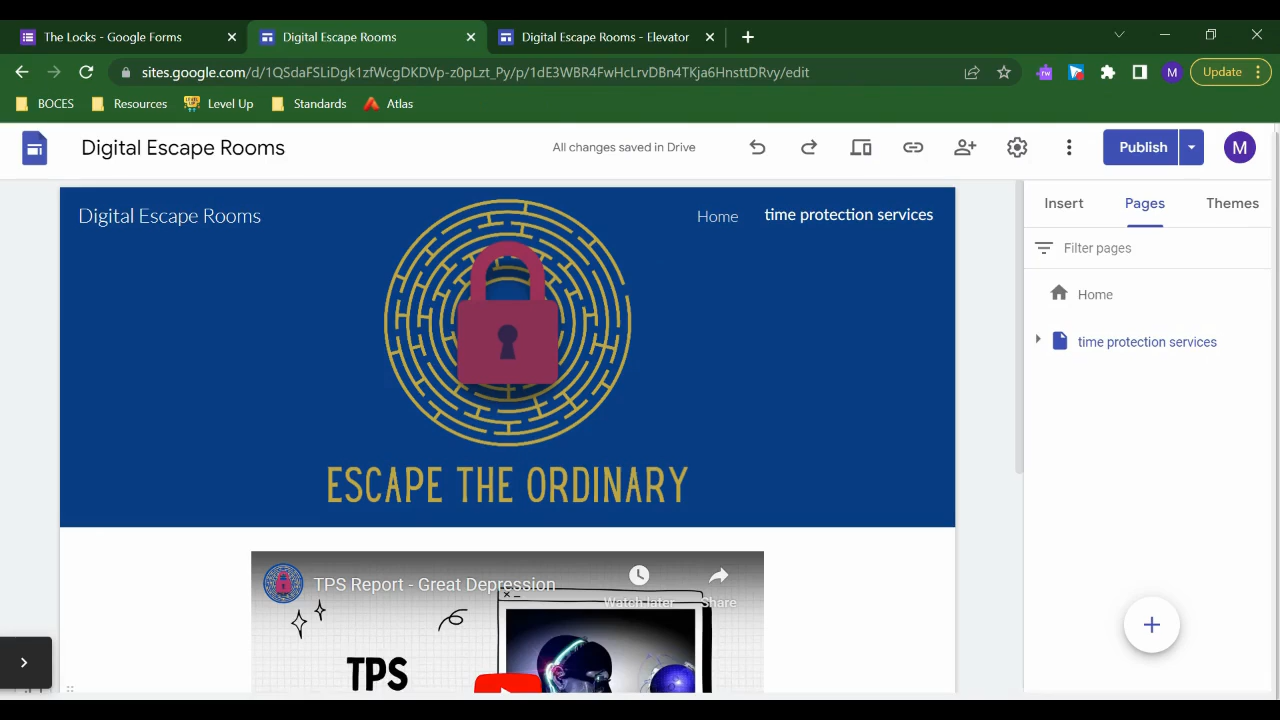 The Locks - Google Forms
Digital Escape Rooms
Digital Escape Rooms - Elevator
sites.google.com/d/1QSdaFSLiDgk1zfWcgDKDVp-z0pLzt_Py/p/1dE3WBR4FwHcLrvDBn4TKja6HnsttDRvy/edit
rw
M
Update
BOCES
Resources
Level Up
Standards
Atlas
Digital Escape Rooms
All changes saved in Drive
Publish
M
Digital Escape Rooms
Home
time protection services
ESCAPE THE ORDINARY
TPS Report - Great Depression
Watch later
Share
TPS
Insert
Pages
Themes
Filter pages
Home
time protection services